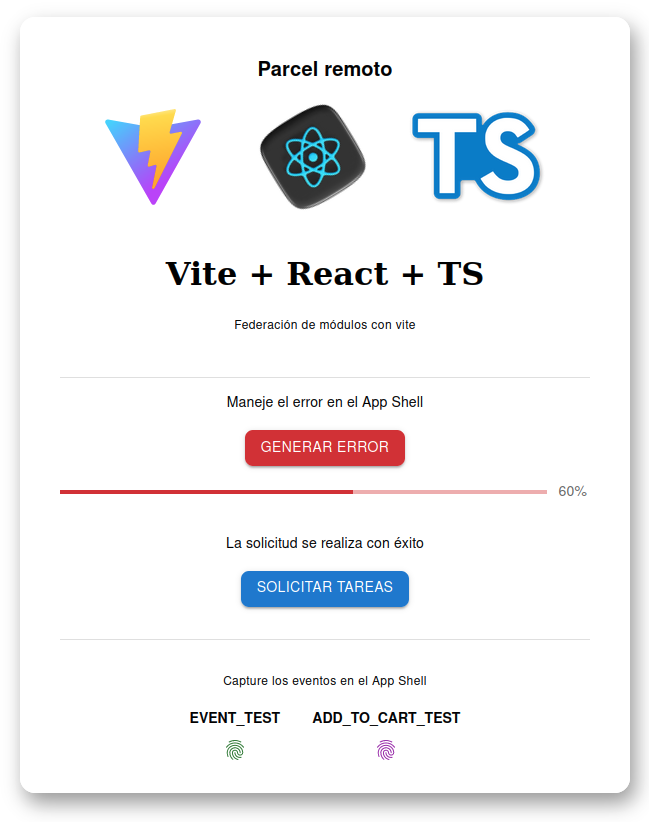 Parcel remoto
TS
Vite + React + TS
Federación de módulos con vite
Maneje el error en el App Shell
GENERAR ERROR
60%
La solicitud se realiza con éxito
SOLICITAR TAREAS
Capture los eventos en el App Shell
EVENT_TEST ADD_TO_CART_TEST